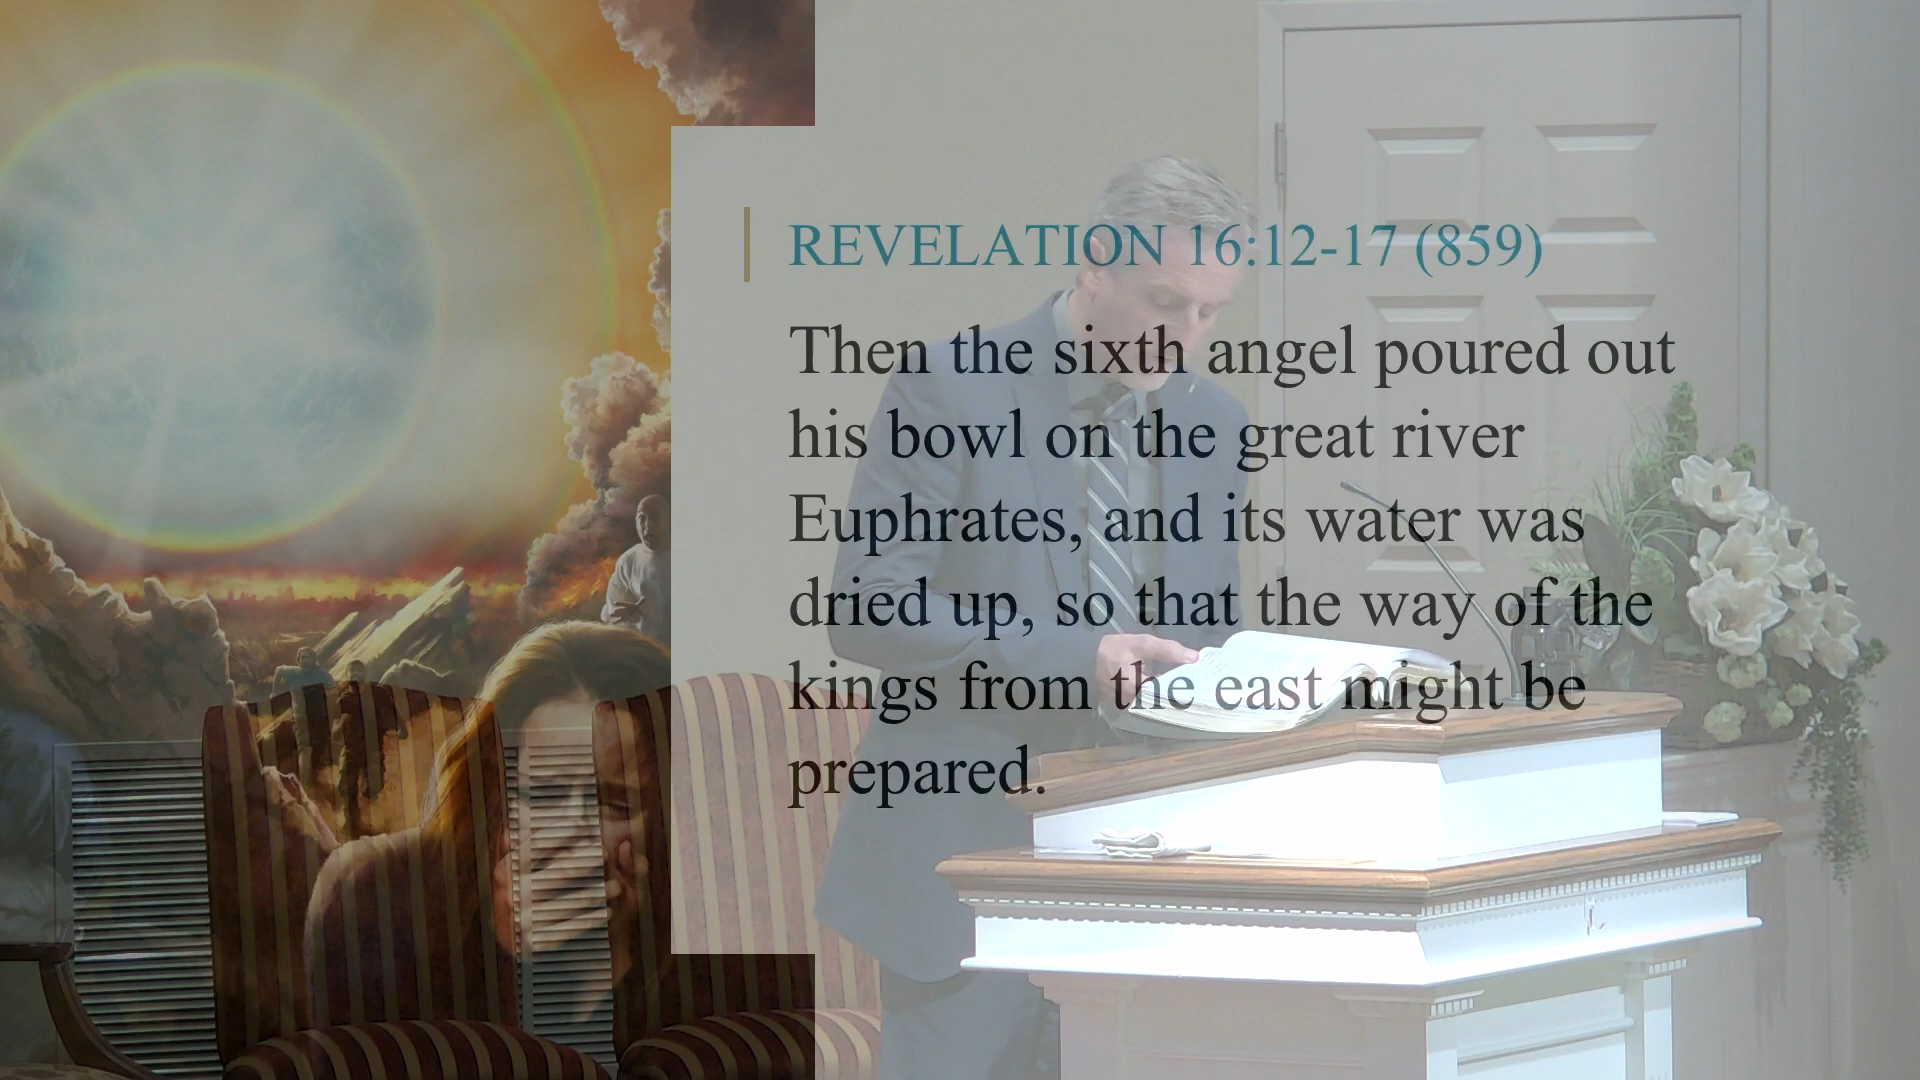 REVELATION 16:12-17 (859)
Then the sixth angel poured out
his bowl on the great river
Euphrates, and its water was
dried up, so that the way of the
kings from the east might be
prepared.